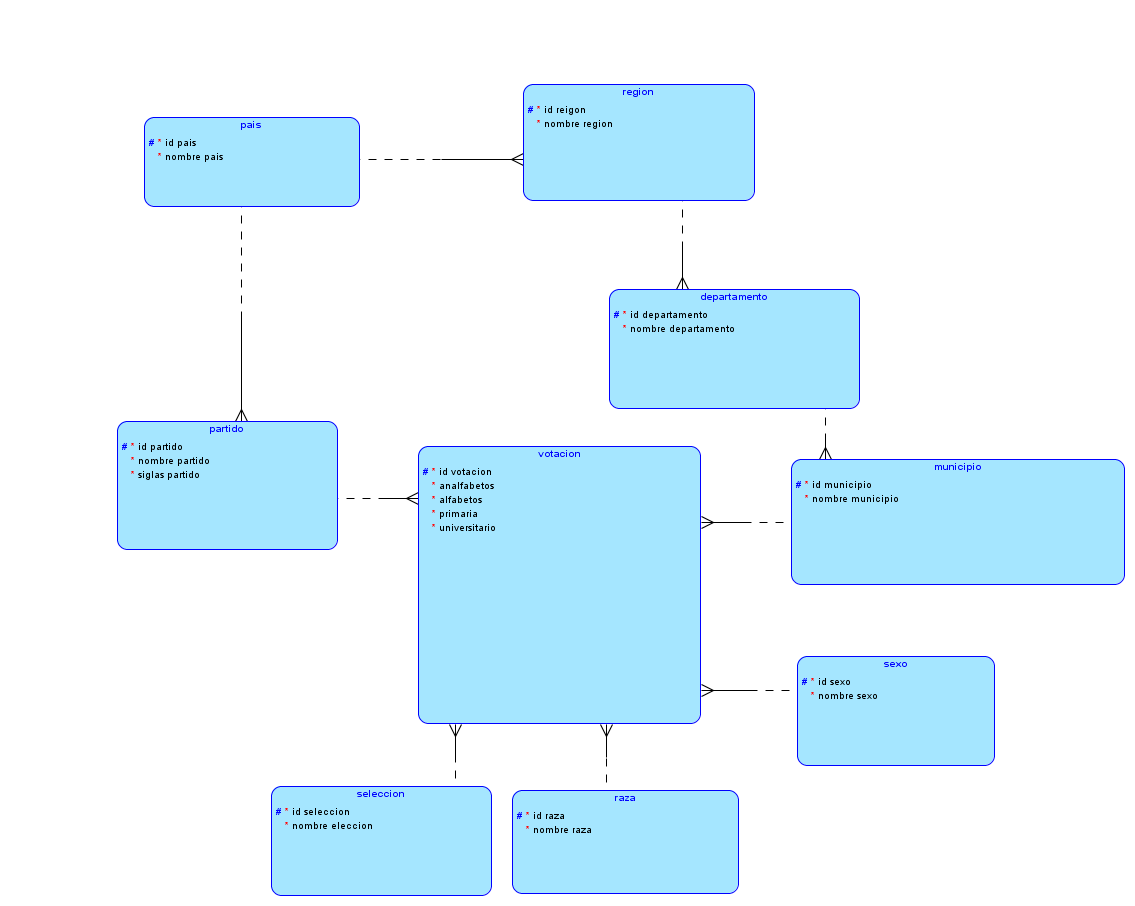 region
# * id reigon
* nombre region
pais
# * id pais
* nombre pais
departamento
# * id departamento
* nombre departamento
partido
# * id partido
* nombre partido
* siglas partido
votacion
# * id votacion
* analfabetos
* alfabetos
* primaria
* universitario
municipio
# * id municipio
* nombre municipio
sexo
# * id sexo
* nombre sexo
seleccion
# * id seleccion
* nombre eleccion
raza
# * id raza
* nombre raza